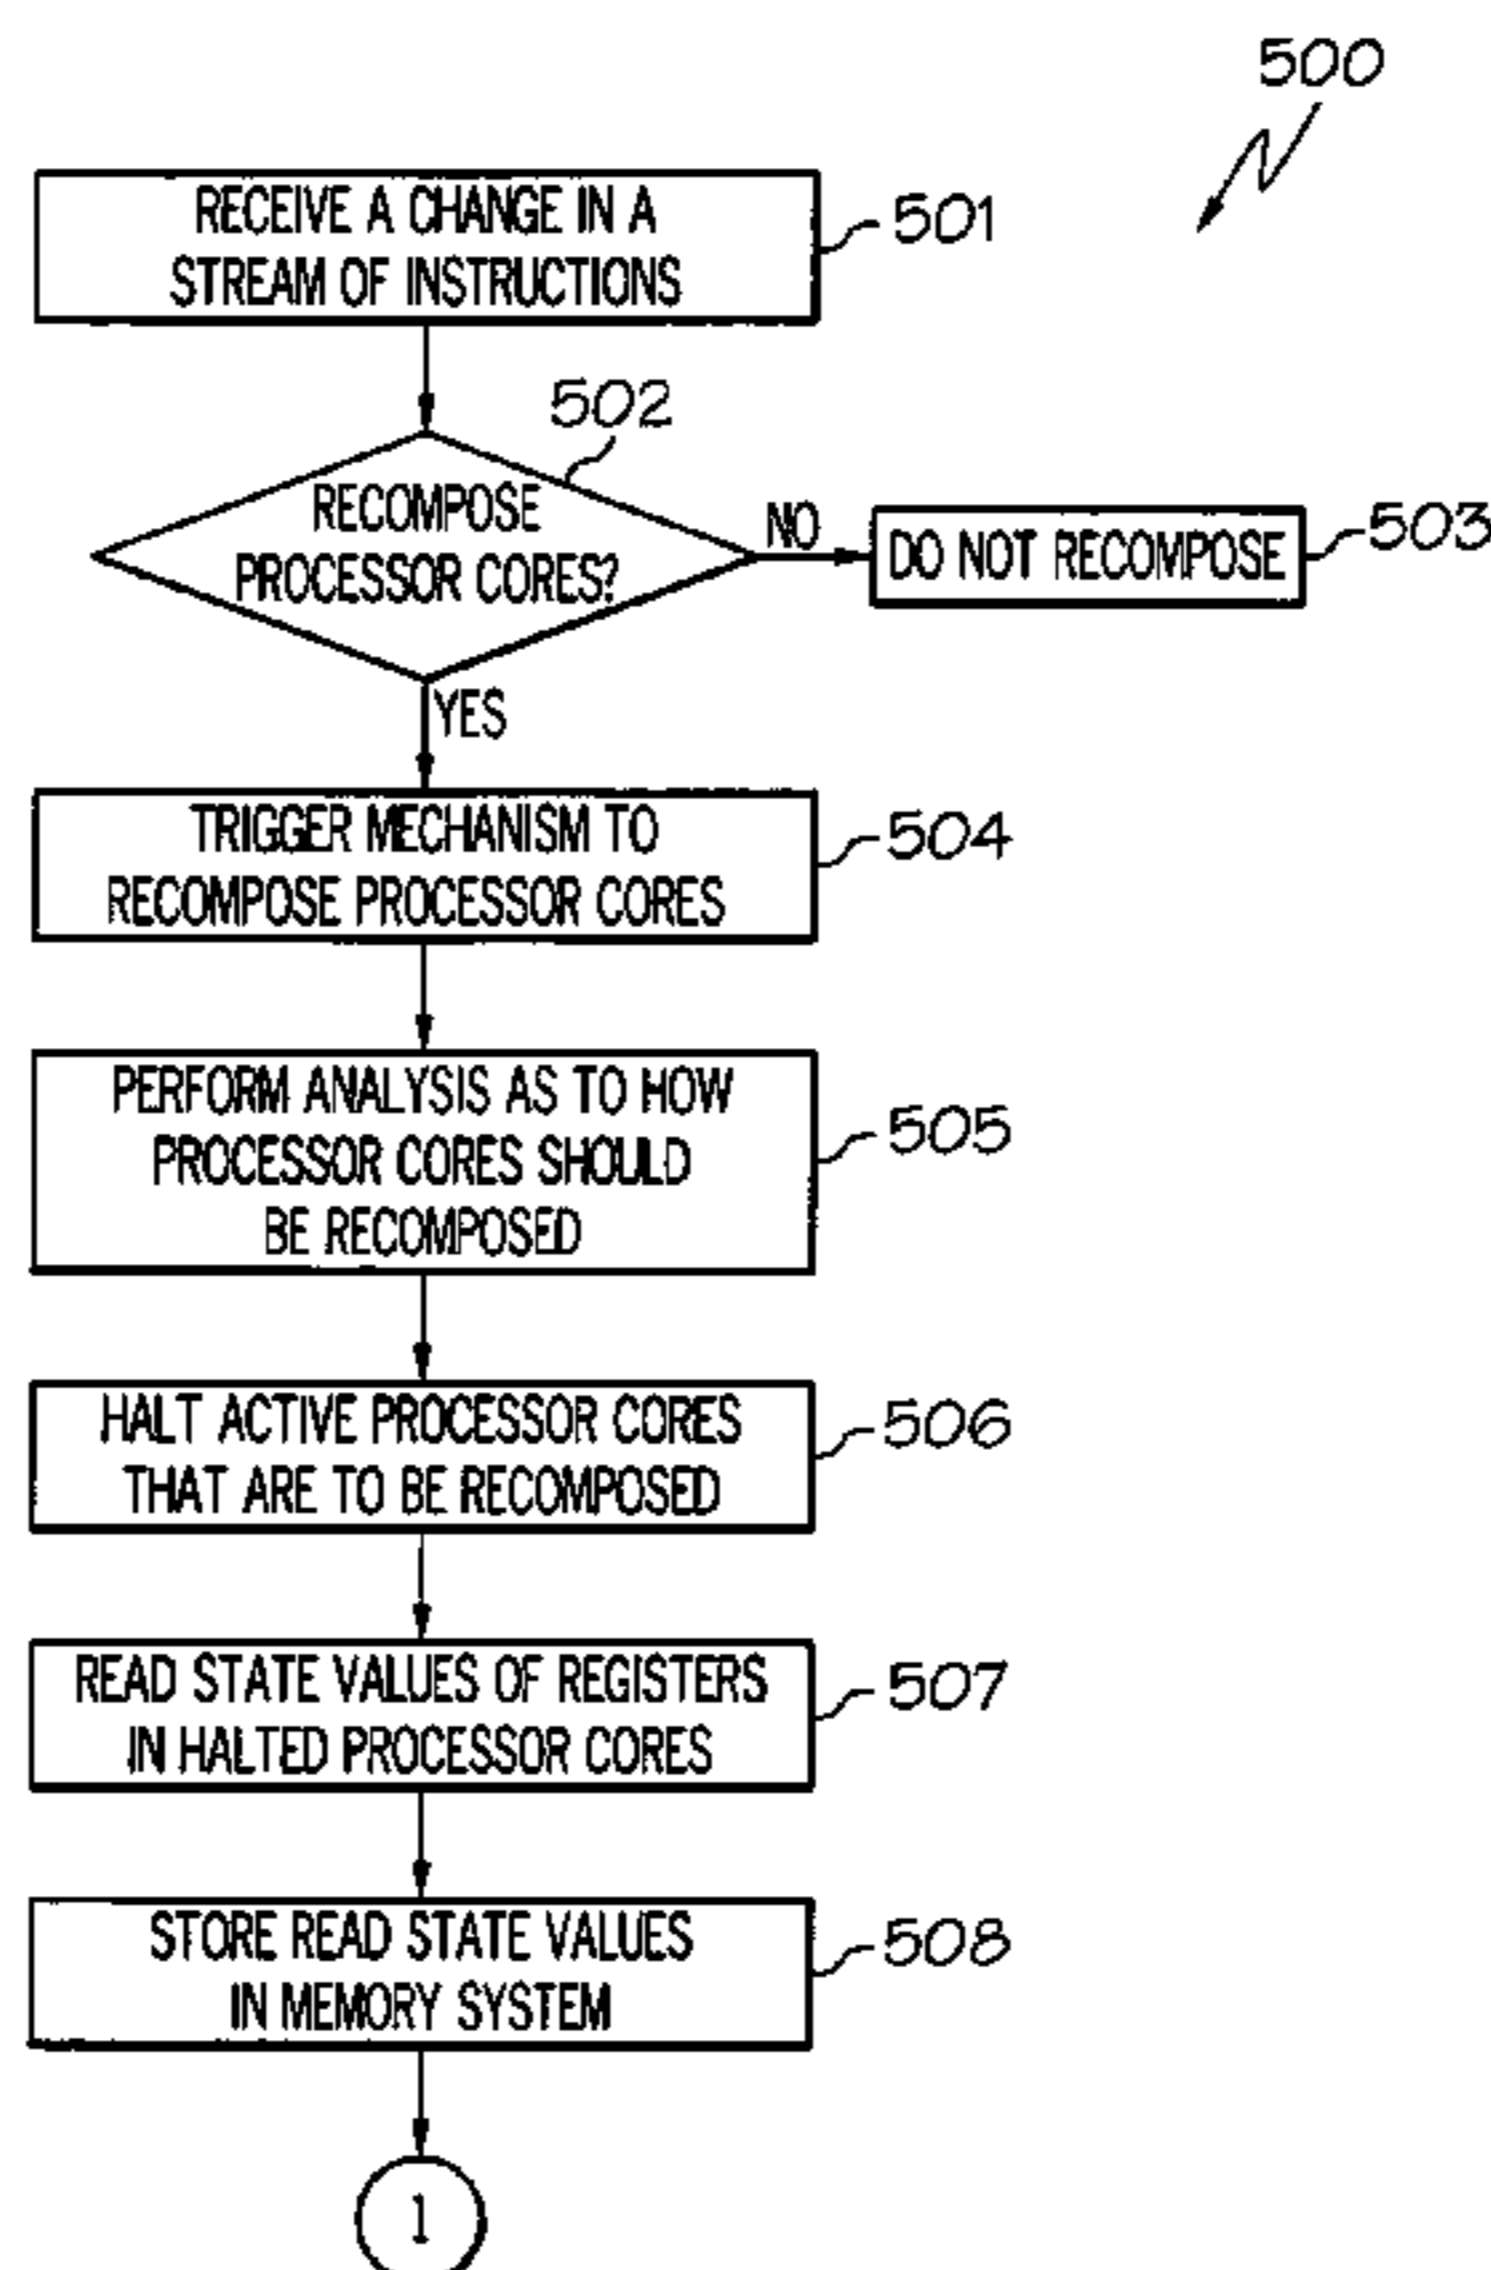 500
RECEIVE A CHANGE IN A
STREAM OF INSTRUCTIONS
501
502
RECOMPOSE
PROCESSOR CORES?
NO
DO NOT RECOMPOSE
503
YES
TRIGGER MECHANISM TO
RECOMPOSE PROCESSOR CORES
504
PERFORM ANALYSIS AS TO HOW
PROCESSOR CORES SHOULD
BE RECOMPOSED
505
HALT ACTIVE PROCESSOR CORES
THAT ARE TO BE RECOMPOSED
506
READ STATE VALUES OF REGISTERS
IN HALTED PROCESSOR CORES
507
STORE READ STATE VALUES
IN MEMORY SYSTEM
508
1